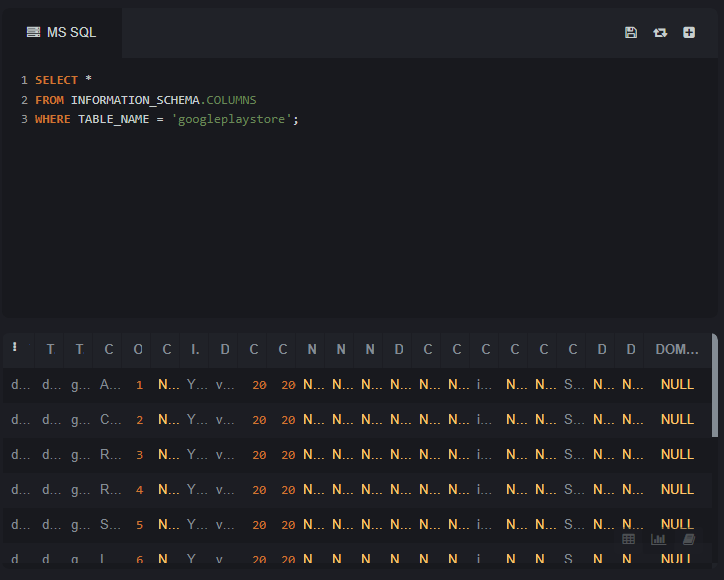 MS SQL
1 SELECT *
2 FROM INFORMATION_SCHEMA.COLUMNS
3 WHERE TABLE_NAME = 'googleplaystore';
T T C O C I. D C C N N N D C C C C C C D D DOM...
d... d... g... A... 1 N... Y... v... 20 20 N... N... N... N... N... N... i... N... N... S... N... N... NULL
d... d... g... C... 2 N... Y... v... 20 20 N... N... N... N... N... N... i... N... N... S... N... N... NULL
d... d... g... R... 3 N... Y... v... 20 20 N... N... N... N... N... N... i... N... N... S... N... N... NULL
d... d... g... R... 4 N... Y... v... 20 20 N... N... N... N... N... N... i... N... N... S... N... N... NULL
d... d... g... S... 5 N... Y... v... 20 20 N... N... N... N... N... N... i... N... N... S... N... N... NULL
d d g I 6 N Y v 20 20 N N N N N N i N N S N N NULL